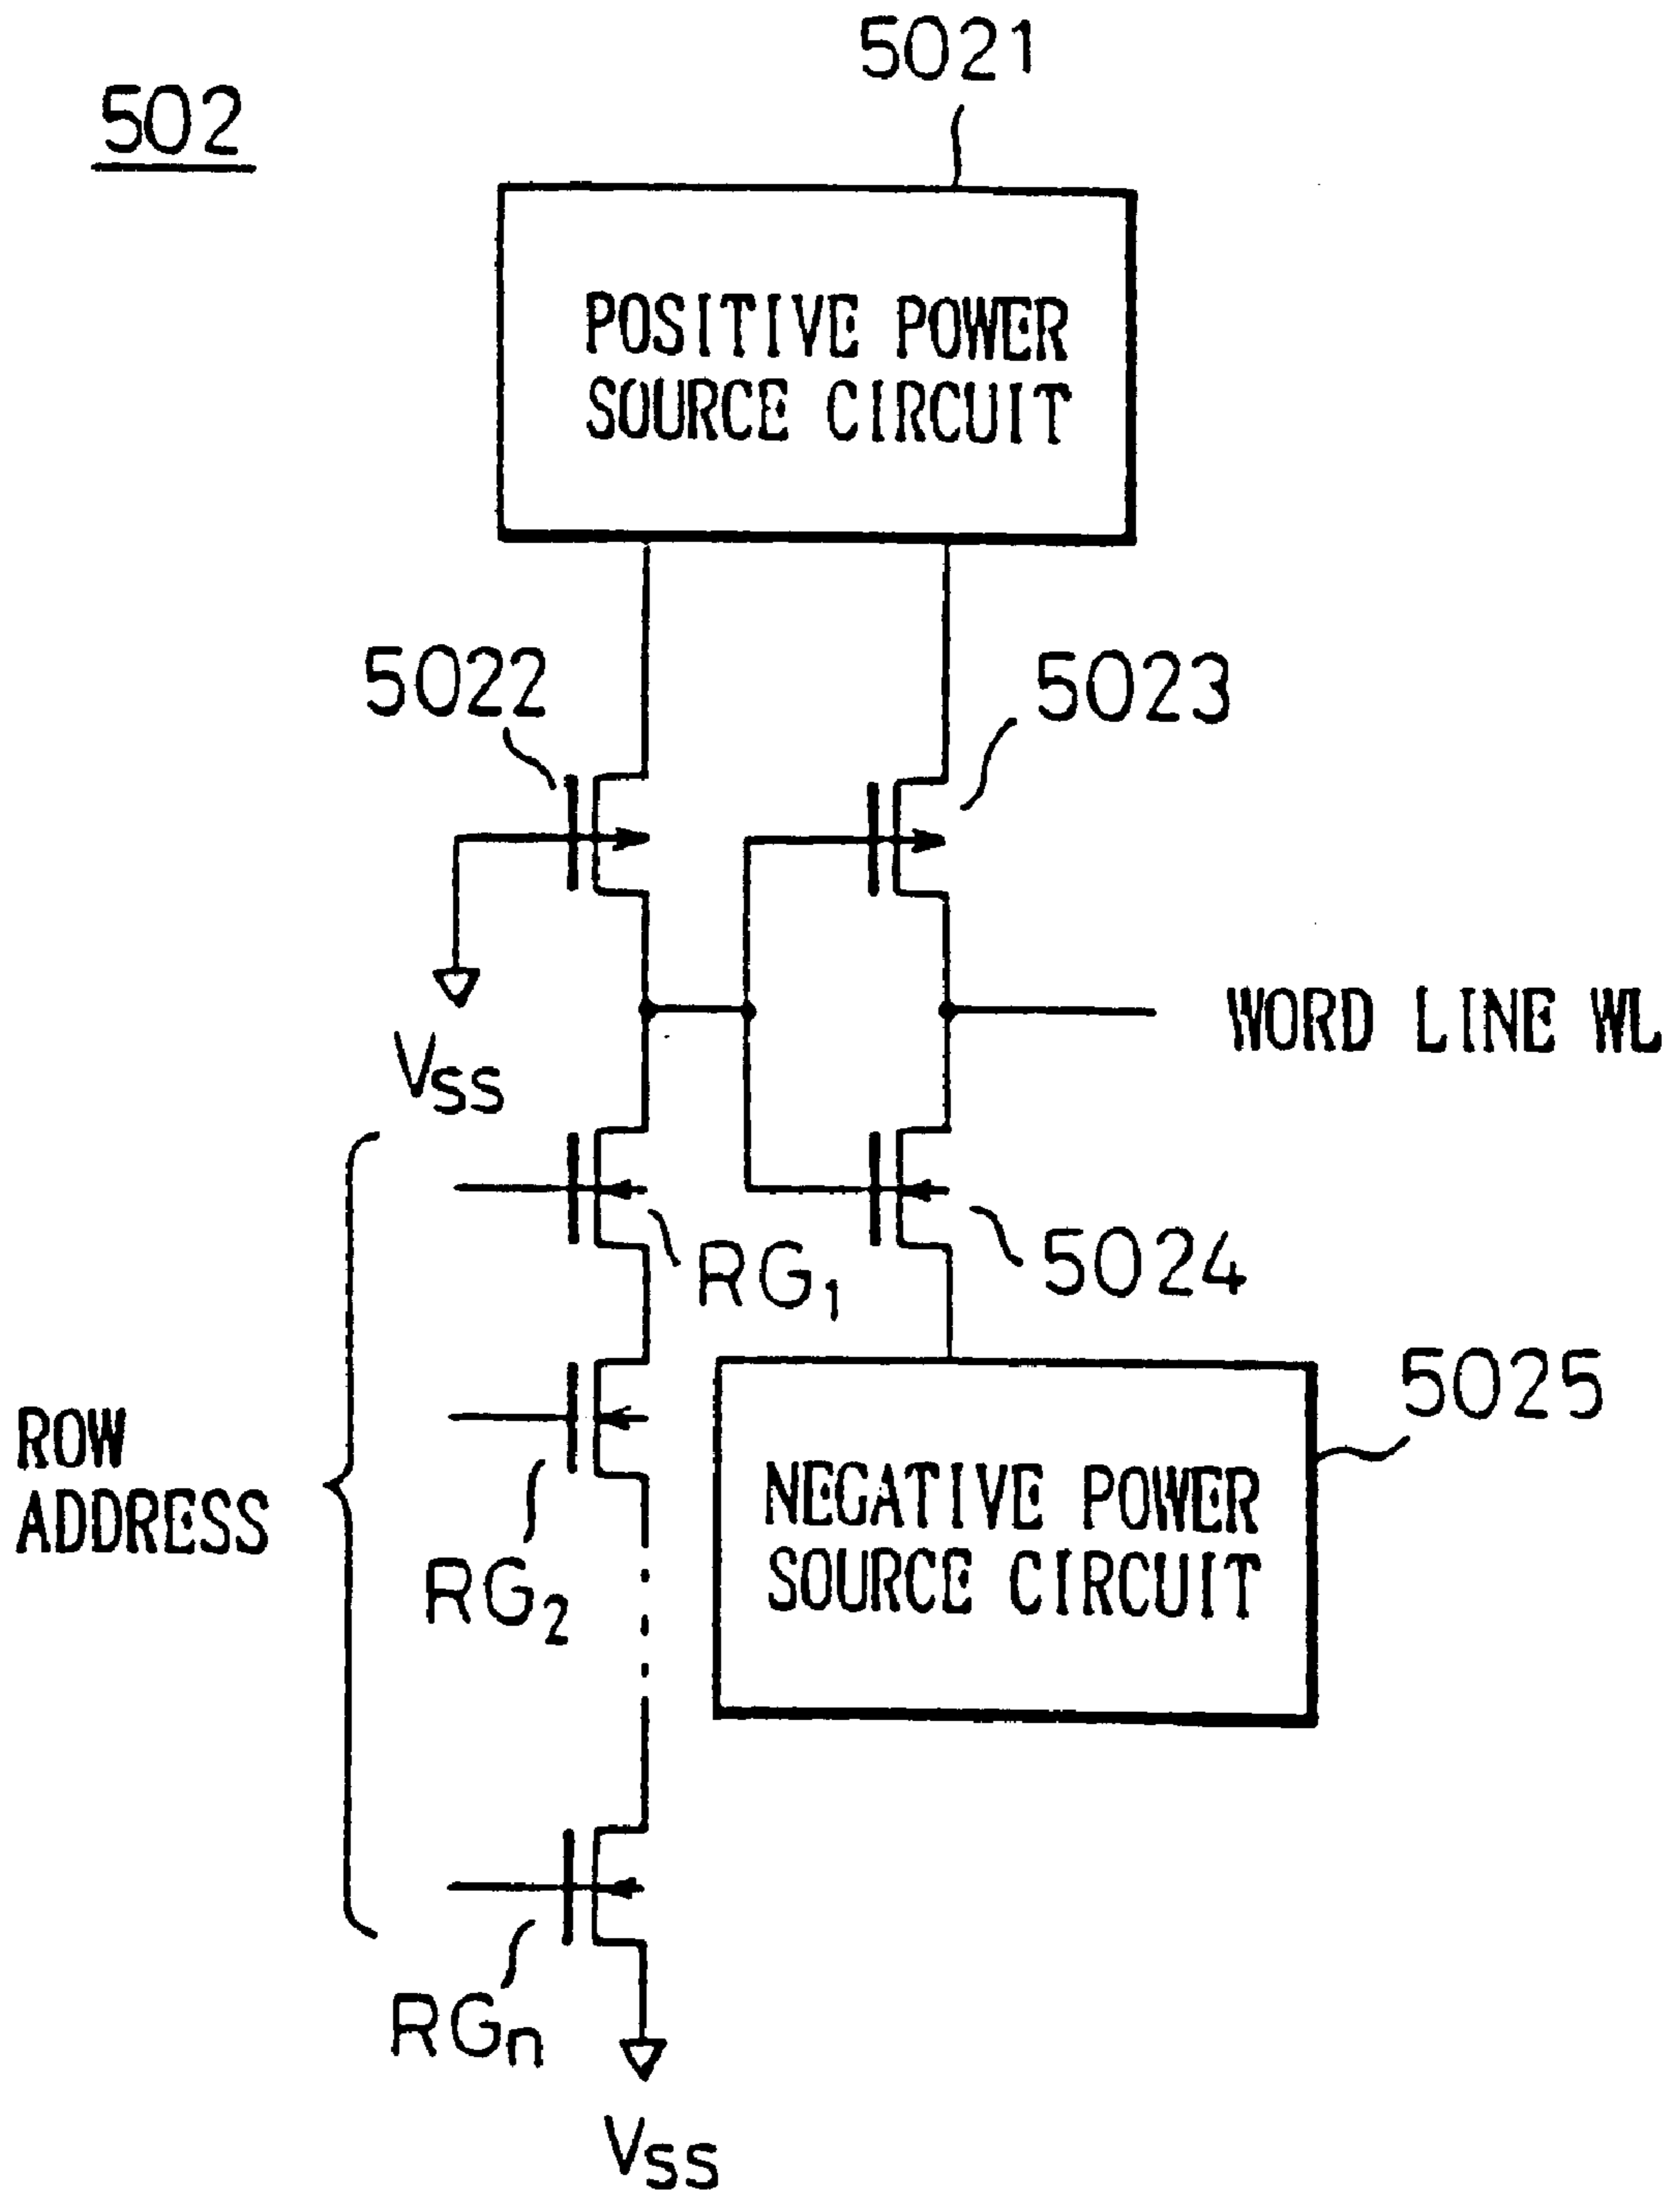 5021
502
POSITIVE POWER
SOURCE CIRCUIT
5022
5023
WORD LINE WL
VSS
RG1
5024
5025
ROW
ADDRESS
NEGATIVE POWER
SOURCE CIRCUIT
RG2
RGn
VSS